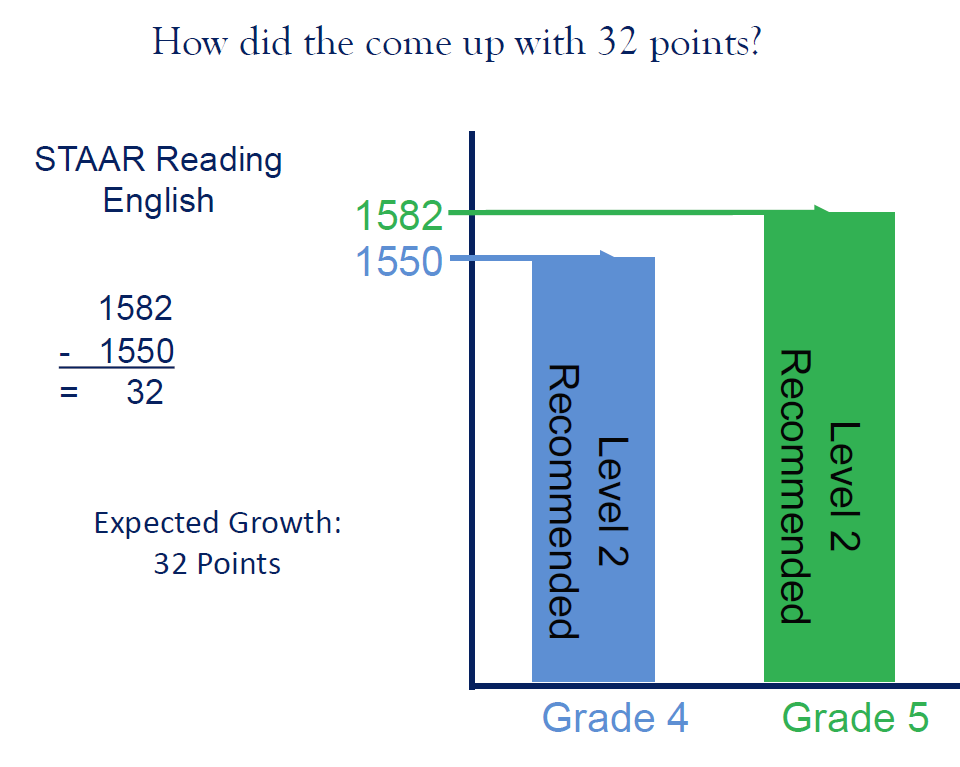 How did the come up with 32 points?
STAAR Reading
English
1582
- 1550
= 32
Expected Growth:
32 Points
1582
1550
Level 2
Recommended
Level 2
Recommended
Grade 4
Grade 5